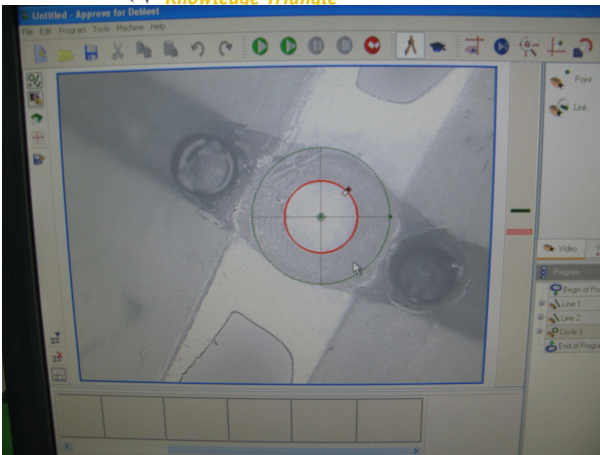 Knowledge Triangle
Untitled - Approve for DeMeet
File Edit Program Tools Machine Help
Point
Link
Video
Program
Begin of Pro
Line 1
Line 2
Circle 3
End of Progra